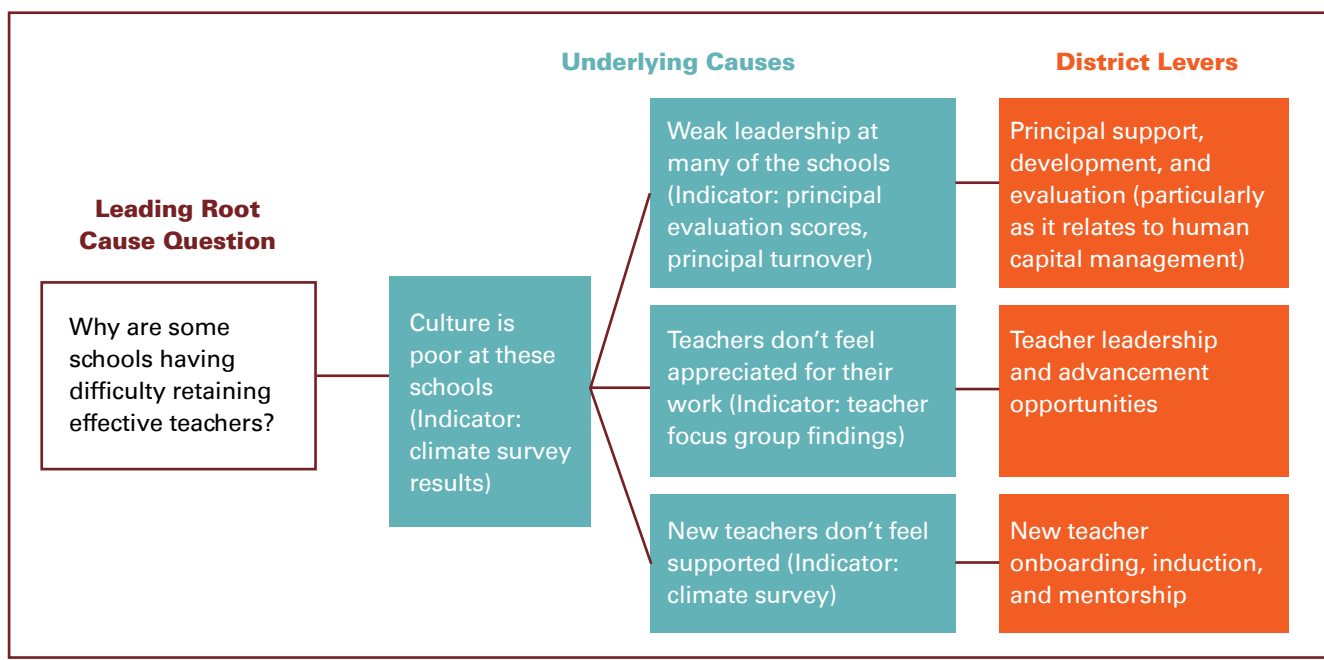 Underlying Causes
District Levers
Leading Root
Cause Question
Why are some
schools having
difficulty retaining
effective teachers?
Culture is
poor at these
schools
(Indicator:
climate survey
results)
Weak leadership at
many of the schools
(Indicator: principal
evaluation scores,
principal turnover)
Principal support,
development, and
evaluation (particularly
as it relates to human
capital management)
Teachers don’t feel
appreciated for their
work (Indicator: teacher
focus group findings)
Teacher leadership
and advancement
opportunities
New teachers don’t feel
supported (Indicator:
climate survey)
New teacher
onboarding, induction,
and mentorship